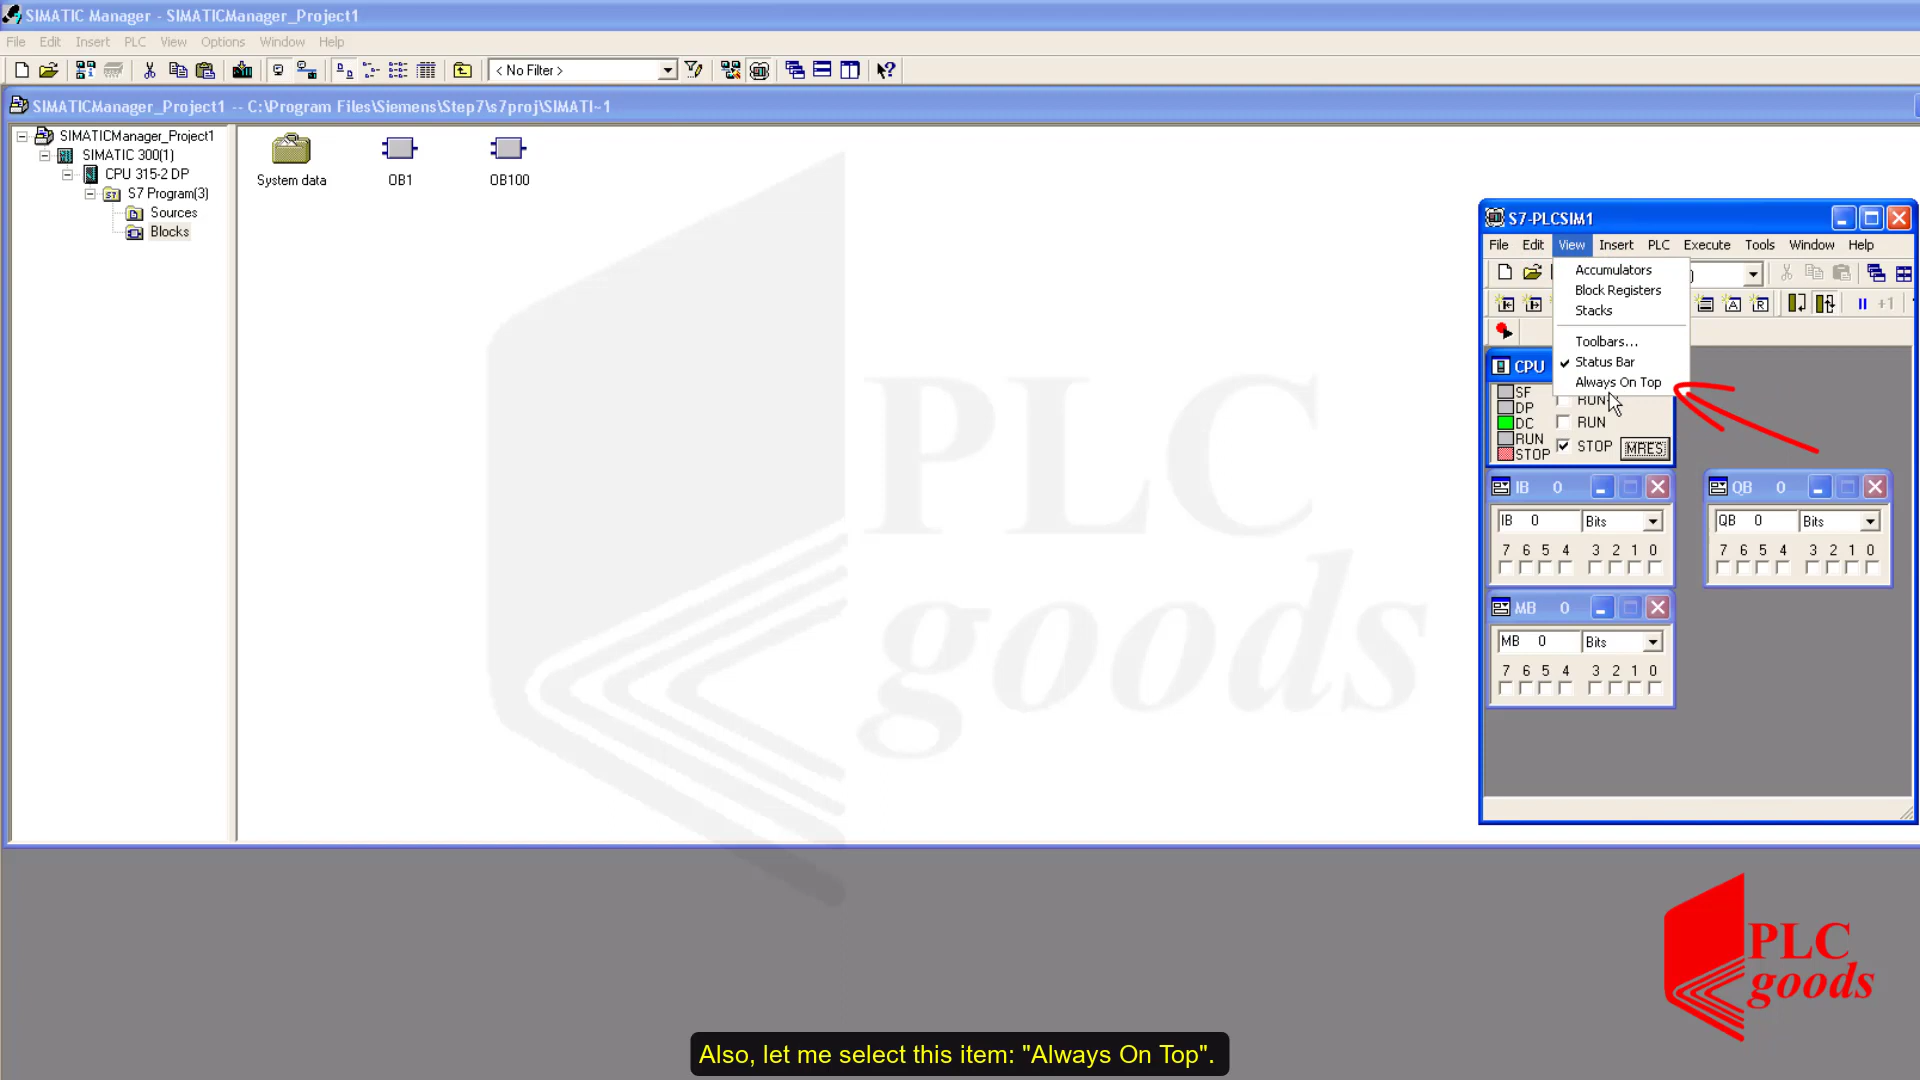 SIMATIC Manager - SIMATICManager_Project1
File Edit Insert PLC View Options Window Help
< No Filter >
SIMATICManager_Project1 -- C:\Program Files\Siemens\Step7\s7proj\SIMATI~1
SIMATICManager_Project1
SIMATIC 300(1)
CPU 315-2 DP
S7 Program(3)
Sources
Blocks
System data
OB1
OB100
S7-PLCSIM1
File Edit View Insert PLC Execute Tools Window Help
Accumulators
Block Registers
Stacks
Toolbars...
Status Bar
Always On Top
+1
CPU
SF
DP
DC
RUN
STOP
RUN
RUN
STOP
MRES
IB 0
IB 0 Bits
7 6 5 4 3 2 1 0
QB 0
QB 0 Bits
7 6 5 4 3 2 1 0
MB 0
MB 0 Bits
7 6 5 4 3 2 1 0
PLC
goods
PLC
goods
Also, let me select this item: "Always On Top".